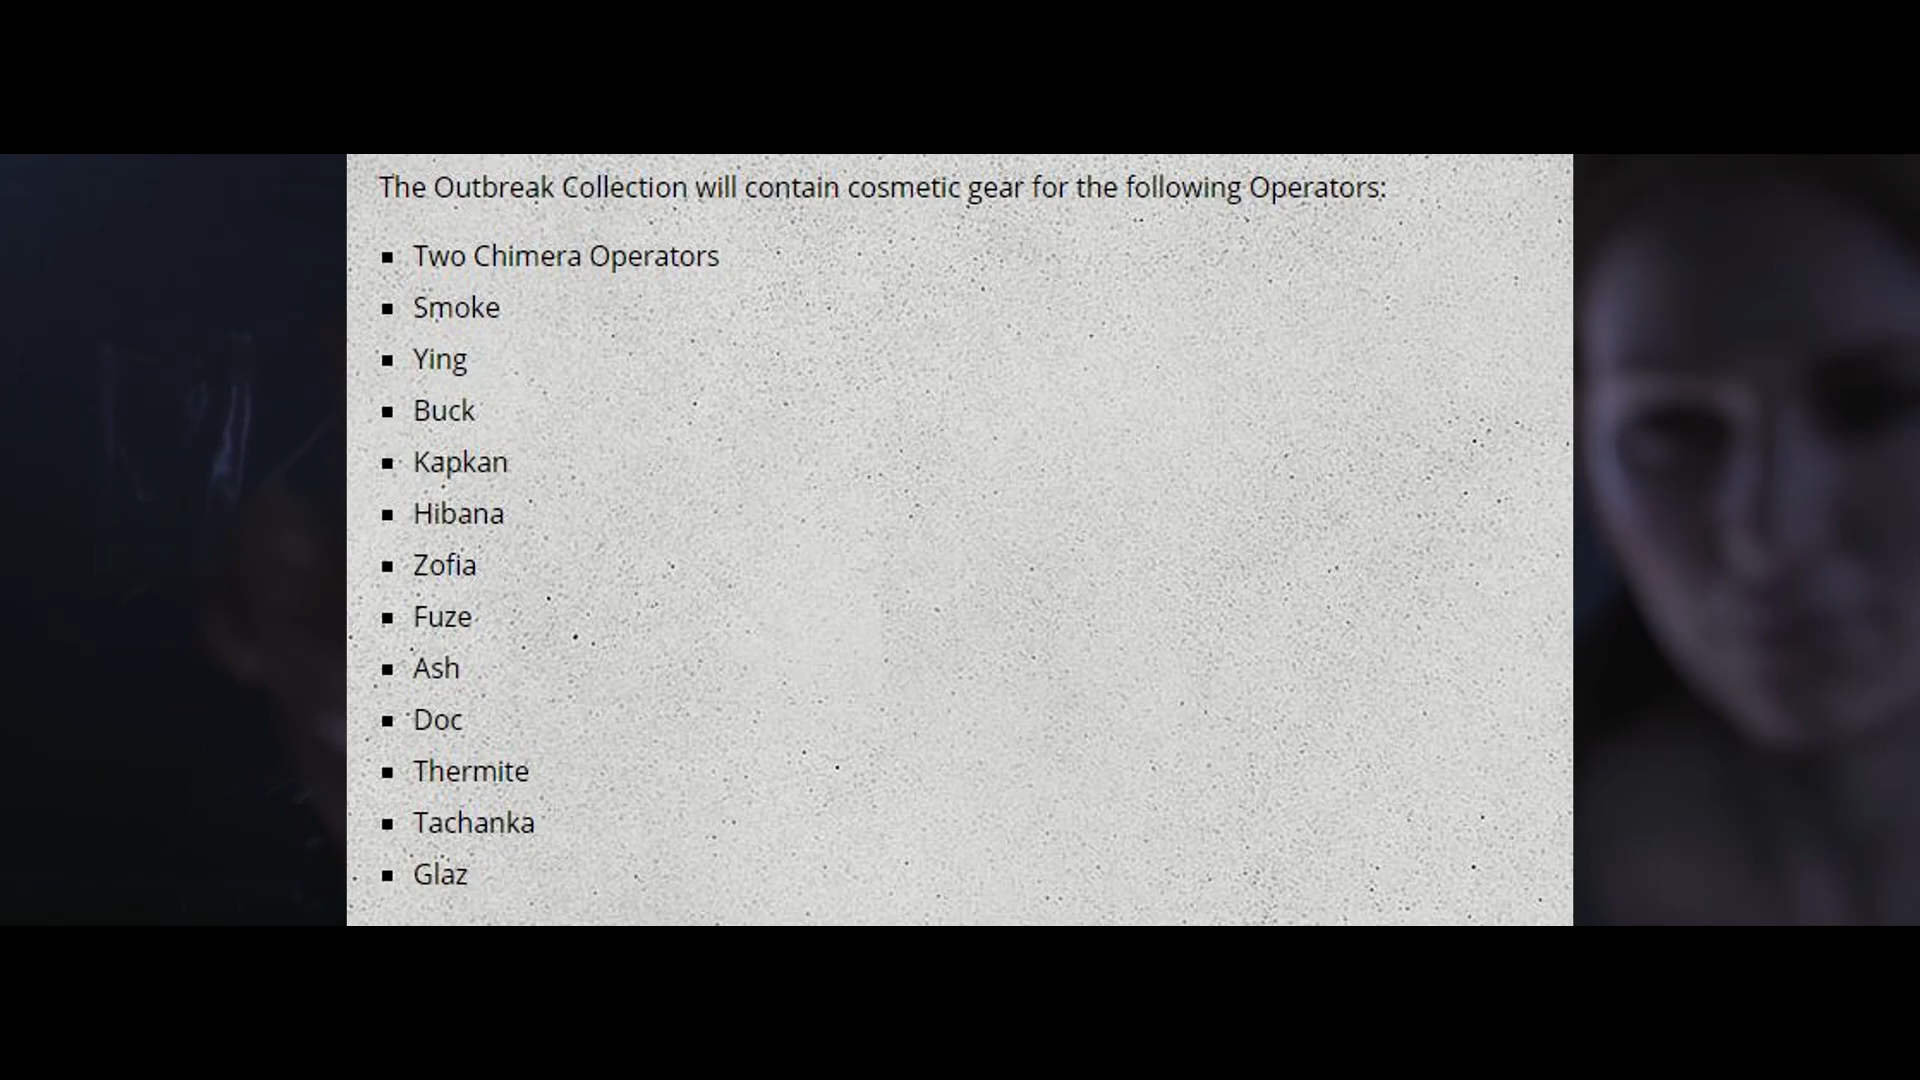 The Outbreak Collection will contain cosmetic gear for the following Operators:
Two Chimera Operators
Smoke
Ying
Buck
Kapkan
Hibana
Zofia
Fuze
Ash
Doc
Thermite
Tachanka
Glaz